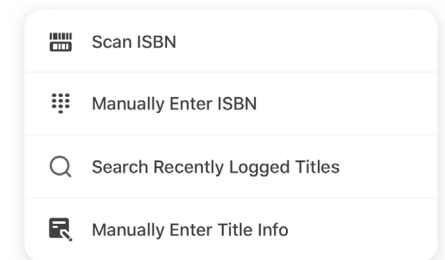 Scan ISBN
Manually Enter ISBN
Search Recently Logged Titles
Manually Enter Title Info